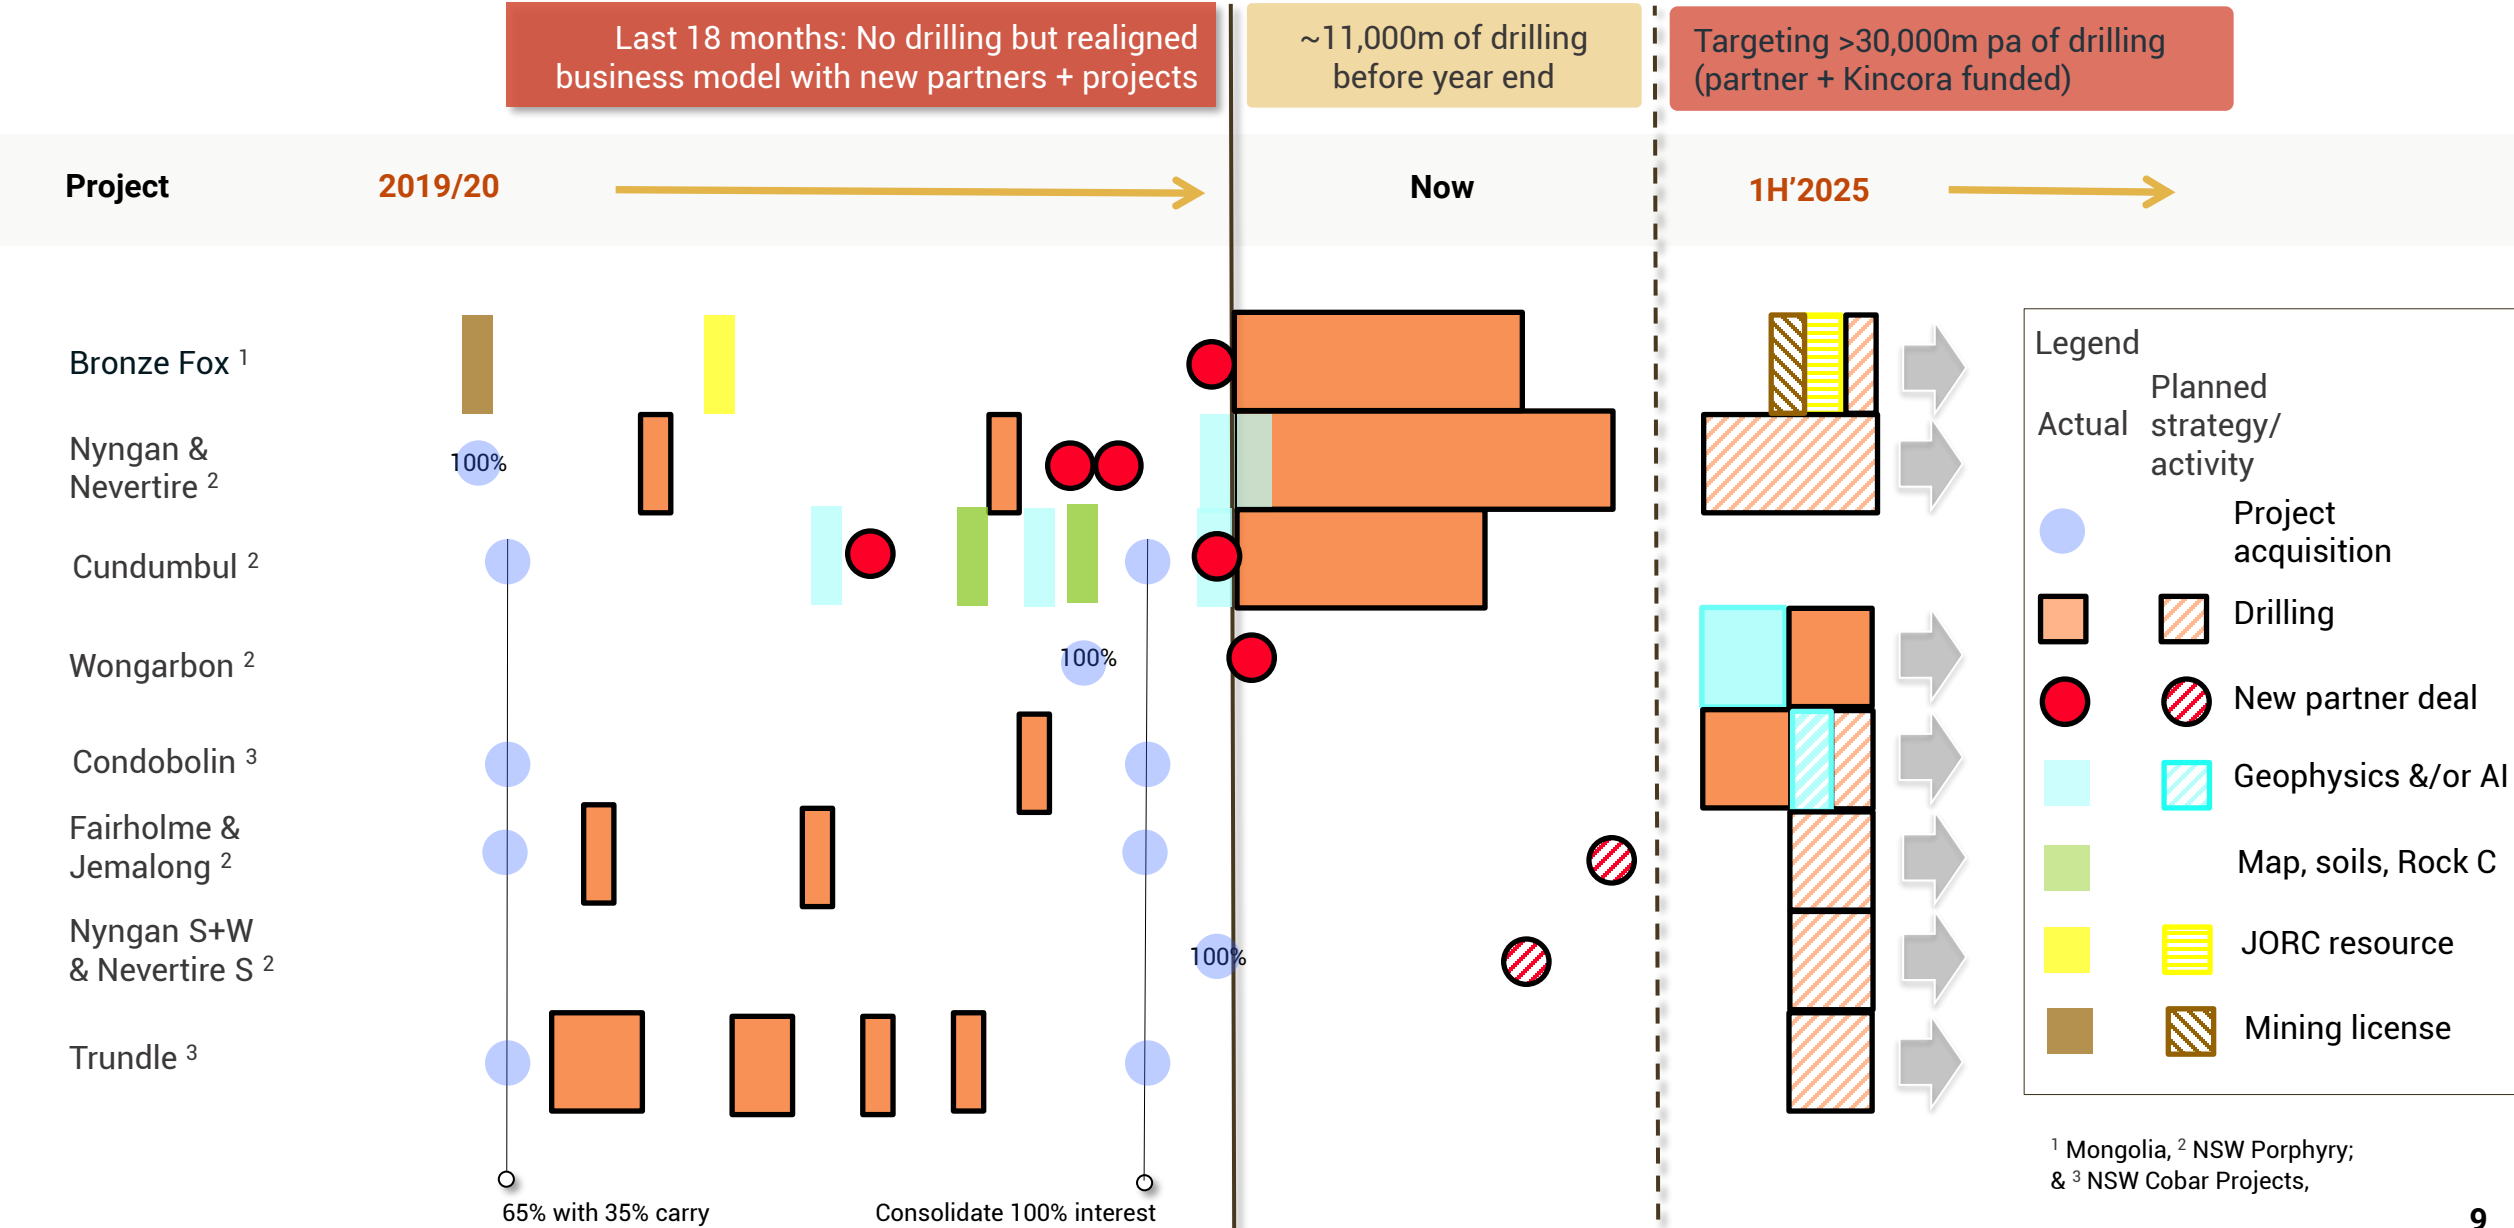 Last 18 months: No drilling but realigned
business model with new partners + projects
~11,000m of drilling
before year end
Targeting >30,000m pa of drilling
(partner + Kincora funded)
Project
2019/20
Now
1H'2025
Bronze Fox 1
Nyngan &
Nevertire 2
100%
Cundumbul 2
Wongarbon 2
100%
Condobolin 3
Fairholme &
Jemalong 2
Nyngan S+W
& Nevertire S 2
100%
Trundle 3
65% with 35% carry
Consolidate 100% interest
Legend
Actual
Planned
strategy/
activity
Project
acquisition
Drilling
New partner deal
Geophysics &/or AI
Map, soils, Rock C
JORC resource
Mining license
1 Mongolia, 2 NSW Porphyry;
& 3 NSW Cobar Projects,
9